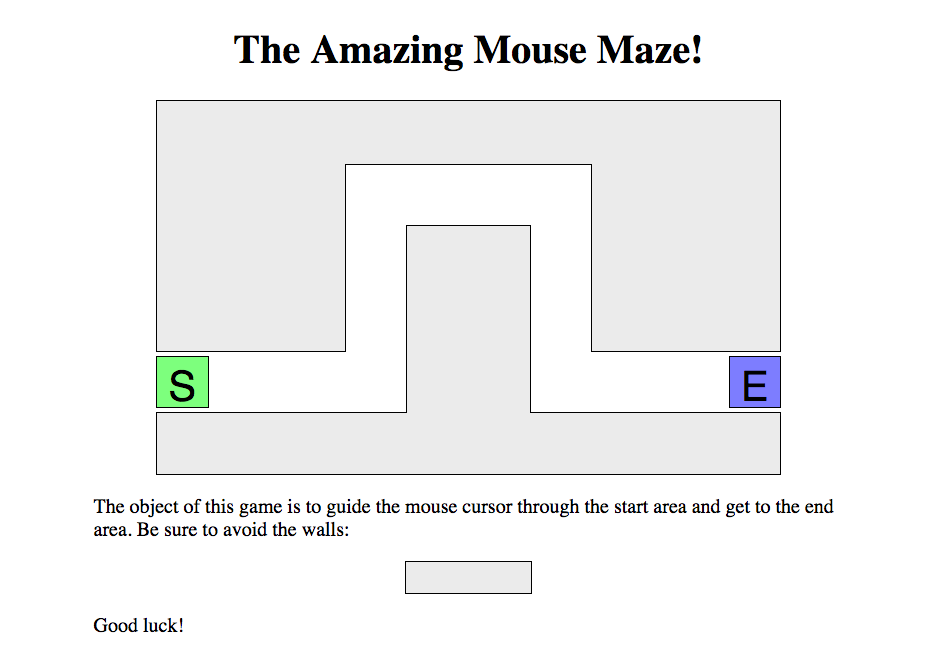 The Amazing Mouse Maze!
S
E
The object of this game is to guide the mouse cursor through the start area and get to the end
area. Be sure to avoid the walls:
Good luck!